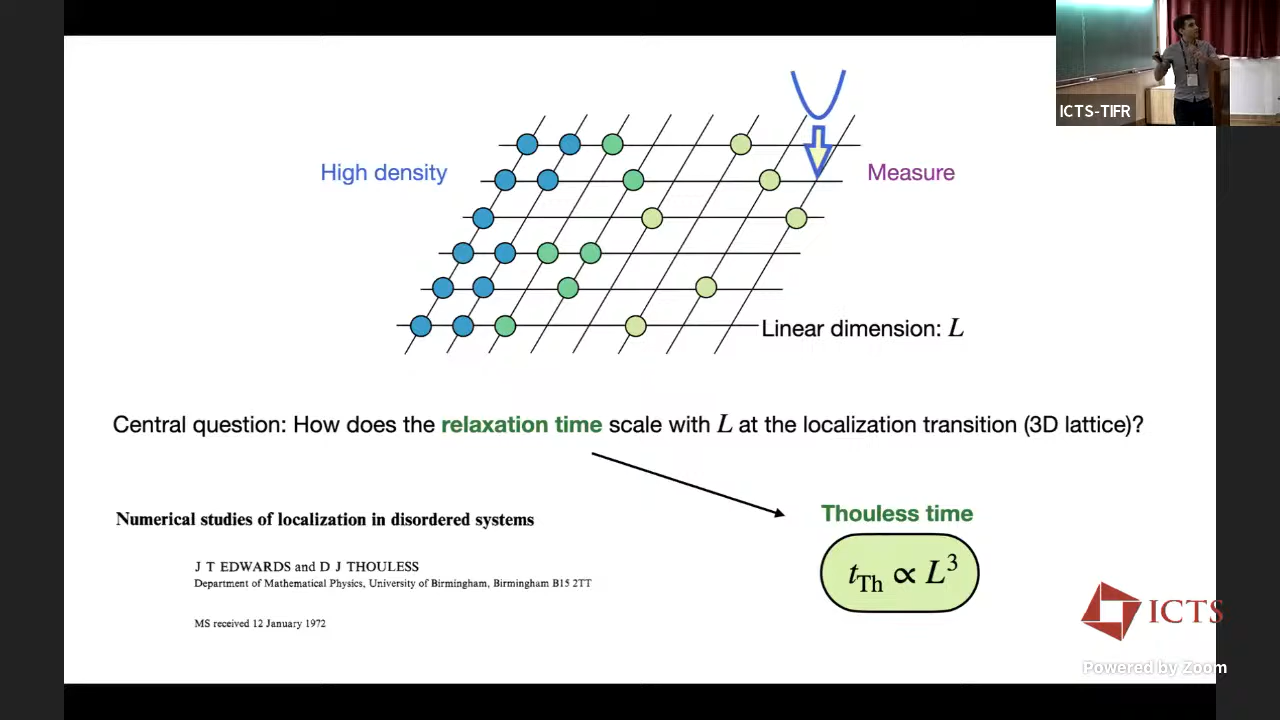 ICTS-TIFR
High density
Measure
Linear dimension: L
Central question: How does the relaxation time scale with L at the localization transition (3D lattice)?
Numerical studies of localization in disordered systems
J T EDWARDS and D J THOULESS
Department of Mathematical Physics, University of Birmingham, Birmingham B15 2TT
MS received 12 January 1972
Thouless time
t_Th ∝ L³
ICTS
Powered by Zoom